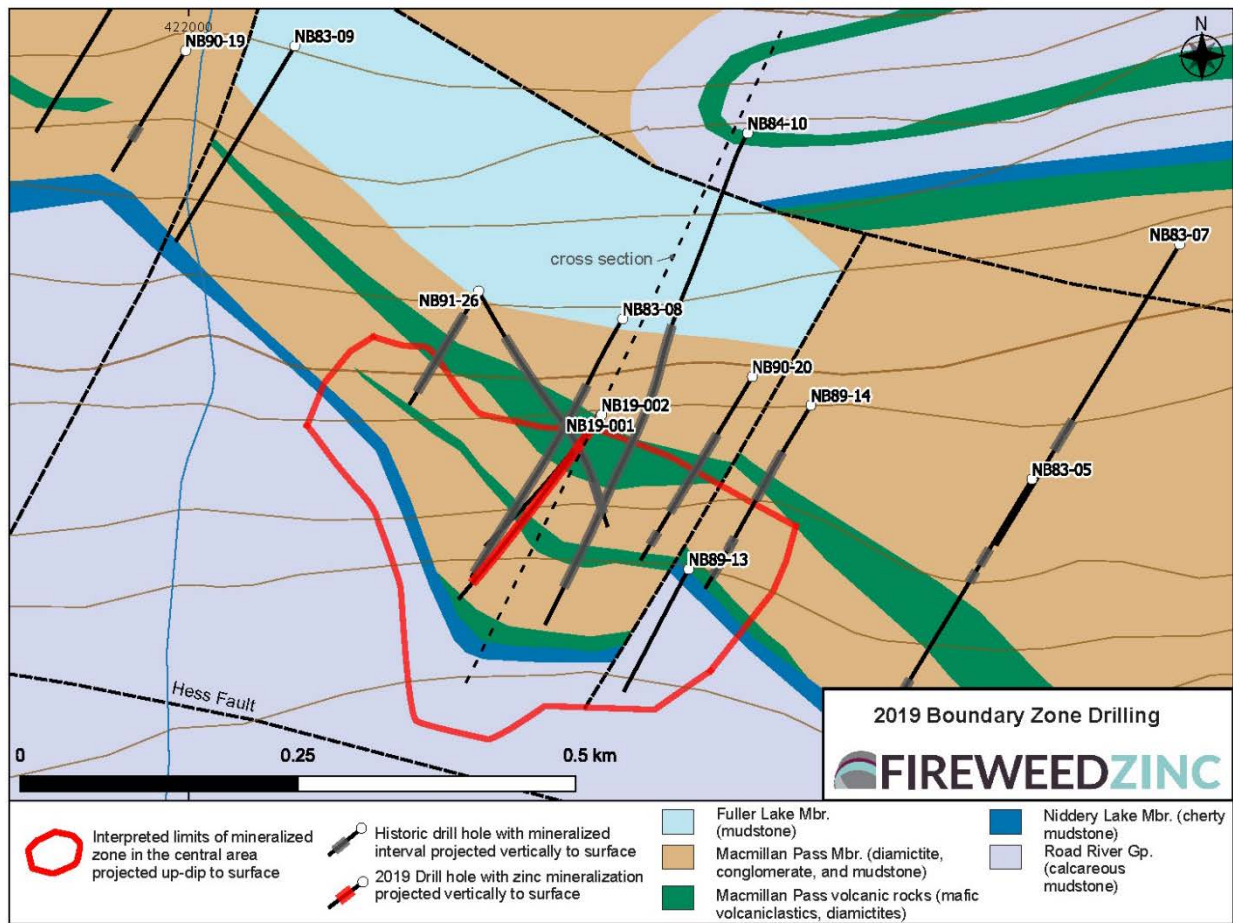 422000
NB90-19
NB83-09
N
NB84-10
NB83-07
cross section
NB91-26
NB83-08
NB90-20
NB19-002
NB89-14
NB19-001
NB83-05
NB89-13
Hess Fault
0
0.25
0.5 km
2019 Boundary Zone Drilling
FIREWEEDZINC
Interpreted limits of mineralized
zone in the central area
projected up-dip to surface
Historic drill hole with mineralized
interval projected vertically to surface
2019 Drill hole with zinc mineralization
projected vertically to surface
Fuller Lake Mbr.
(mudstone)
Macmillan Pass Mbr. (diamictite,
conglomerate, and mudstone)
Macmillan Pass volcanic rocks (mafic
volcaniclastics, diamictites)
Niddery Lake Mbr. (cherty
mudstone)
Road River Gp.
(calcareous
mudstone)